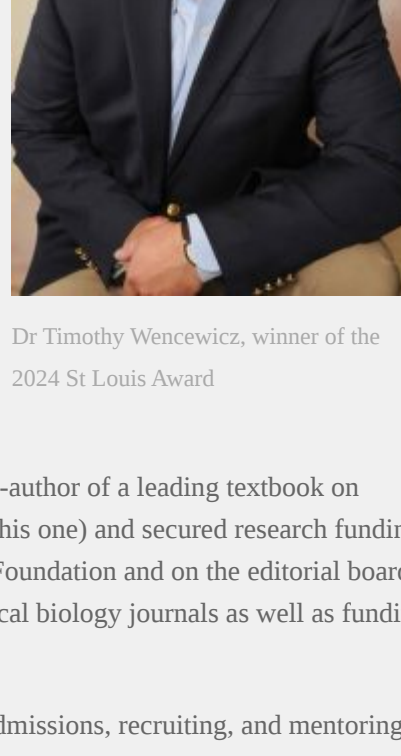 Dr Timothy Wencewicz, winner of the
2024 St Louis Award
-author of a leading textbook on
his one) and secured research
Foundation and on the editorial
biology journals as well as
recruiting, and mentoring